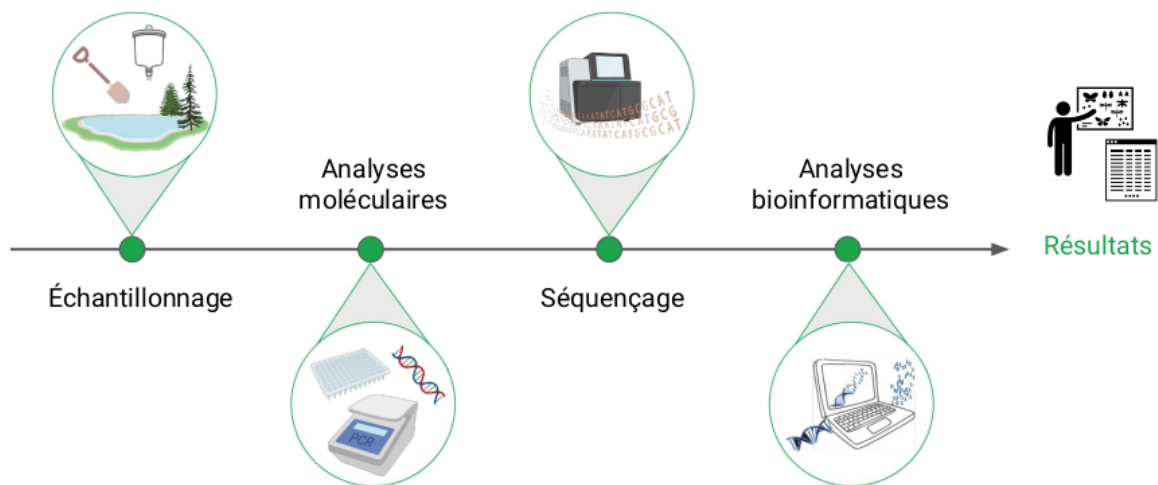 Échantillonnage
Analyses
moléculaires
PCR
Séquençage
Analyses
bioinformatiques
Résultats